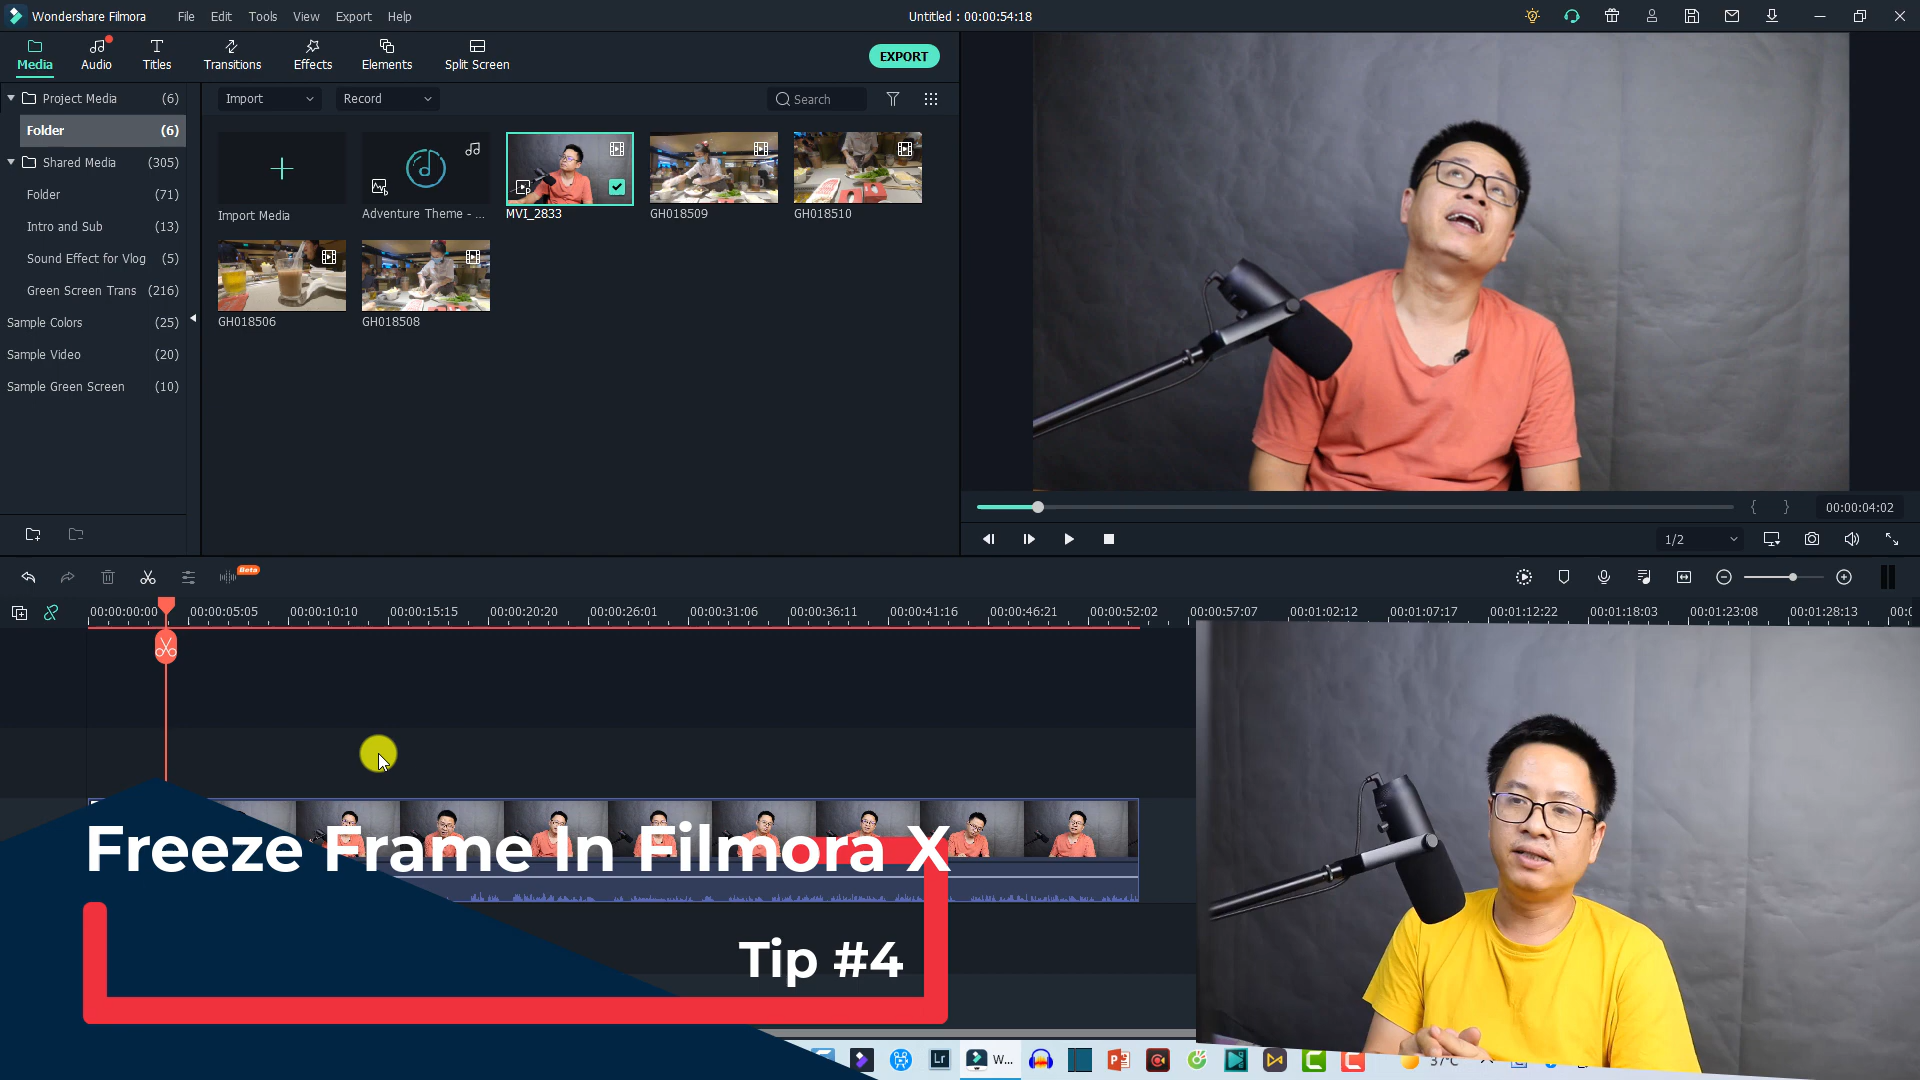 Wondershare Filmora File Edit Tools View Export Help Untitled : 00:00:54:18
Media Audio Titles Transitions Effects Elements Split Screen EXPORT
Project Media (6) Import Record Search
Folder (6)
Shared Media (305)
Folder (71)
Intro and Sub (13)
Sound Effect for Vlog (5)
Green Screen Trans (216)
Sample Colors (25)
Sample Video (20)
Sample Green Screen (10)
Import Media Adventure Theme - ... MVI_2833 GH018509 GH018510
GH018506 GH018508
{ } 00:00:04:02
1/2
Beta
00:00:00:00 00:00:05:05 00:00:10:10 00:00:15:15 00:00:20:20 00:00:26:01 00:00:31:06 00:00:36:11 00:00:41:16 00:00:46:21 00:00:52:02 00:00:57:07 00:01:02:12 00:01:07:17 00:01:12:22 00:01:18:03 00:01:23:08 00:01:28:13
Freeze Frame In Filmora X
Tip #4
Lr W... 37°C